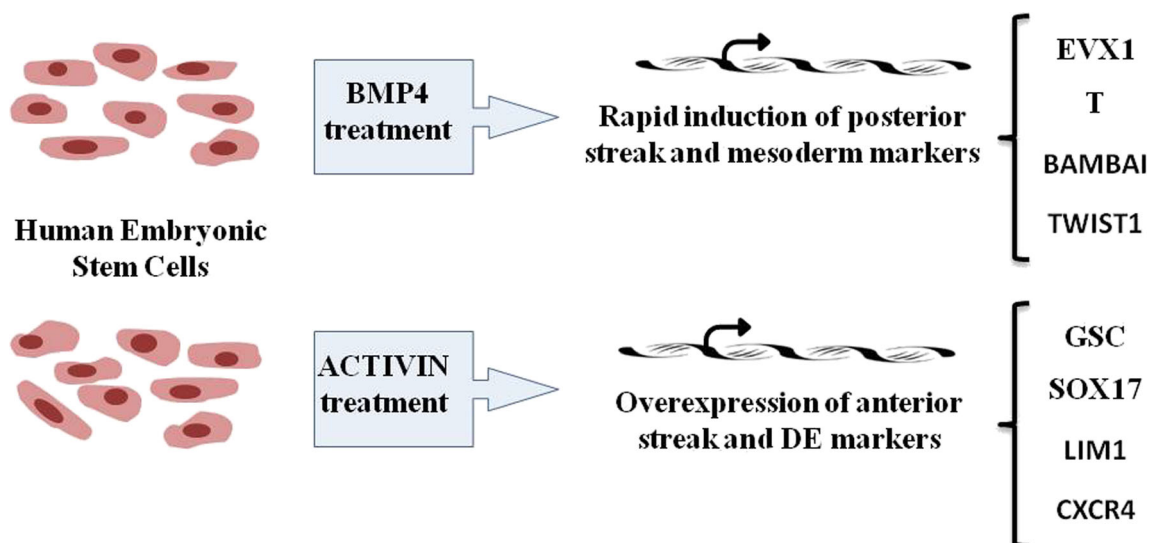 Human Embryonic
Stem Cells
BMP4
treatment
Rapid induction of posterior
streak and mesoderm markers
EVX1
T
BAMBAI
TWIST1
ACTIVIN
treatment
Overexpression of anterior
streak and DE markers
GSC
SOX17
LIM1
CXCR4